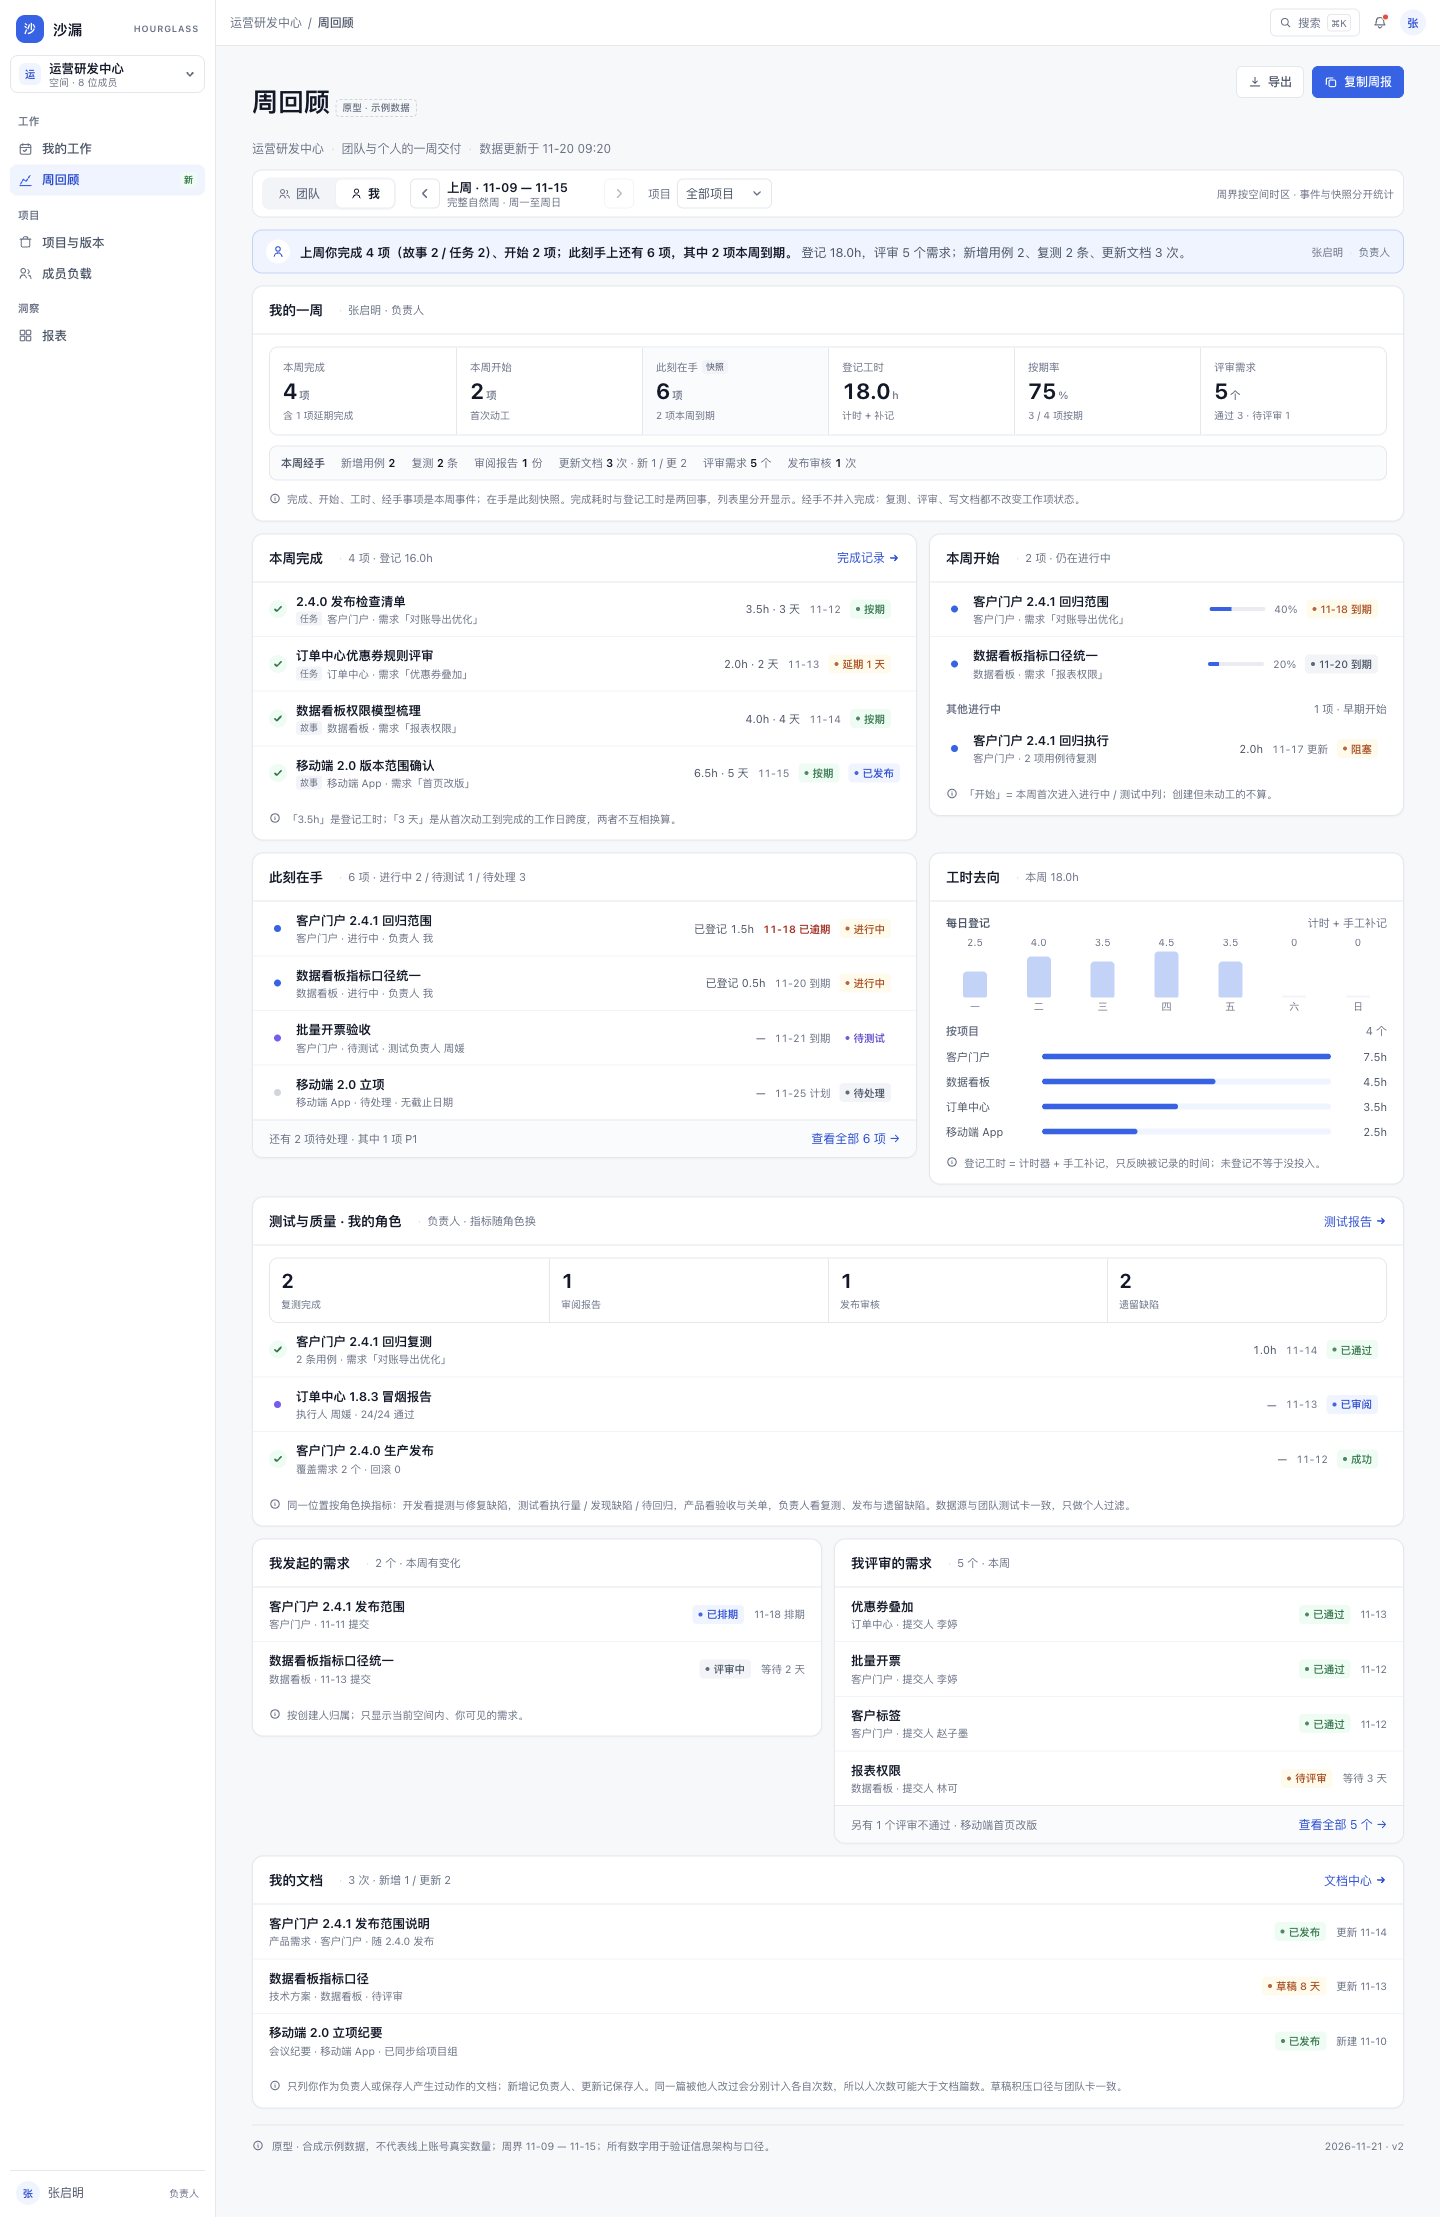 沙 沙漏 HOURGLASS
运 运营研发中心
空间 · 8 位成员
工作
我的工作
周回顾 新
项目
项目与版本
成员负载
洞察
报表
张 张启明 负责人
运营研发中心 / 周回顾
搜索 ⌘K 张
周回顾 原型 · 示例数据
导出 复制周报
运营研发中心 · 团队与个人的一周交付 · 数据更新于 11-20 09:20
团队 我
上周 · 11-09 — 11-15
完整自然周 · 周一至周日
项目 全部项目
周界按空间时区 · 事件与快照分开统计
上周你完成 4 项（故事 2 / 任务 2）、开始 2 项；此刻手上还有 6 项，其中 2 项本周到期。 登记 18.0h，评审 5 个需求；新增用例 2、复测 2 条、更新文档 3 次。
张启明 · 负责人
我的一周 · 张启明 · 负责人
本周完成
4 项
含 1 项延期完成
本周开始
2 项
首次动工
此刻在手 快照
6 项
2 项本周到期
登记工时
18.0 h
计时 + 补记
按期率
75 %
3 / 4 项按期
评审需求
5 个
通过 3 · 待评审 1
本周经手 新增用例 2 复测 2 条 审阅报告 1 份 更新文档 3 次 · 新 1 / 更 2 评审需求 5 个 发布审核 1 次
完成、开始、工时、经手事项是本周事件；在手是此刻快照。完成耗时与登记工时是两回事，列表里分开显示。经手不并入完成：复测、评审、写文档都不改变工作项状态。
本周完成 · 4 项 · 登记 16.0h 完成记录 →
2.4.0 发布检查清单
任务 客户门户 · 需求「对账导出优化」
3.5h · 3 天 11-12 按期
订单中心优惠券规则评审
任务 订单中心 · 需求「优惠券叠加」
2.0h · 2 天 11-13 延期 1 天
数据看板权限模型梳理
故事 数据看板 · 需求「报表权限」
4.0h · 4 天 11-14 按期
移动端 2.0 版本范围确认
故事 移动端 App · 需求「首页改版」
6.5h · 5 天 11-15 按期 已发布
「3.5h」是登记工时；「3 天」是从首次动工到完成的工作日跨度，两者不互相换算。
本周开始 · 2 项 · 仍在进行中
客户门户 2.4.1 回归范围
客户门户 · 需求「对账导出优化」
40% 11-18 到期
数据看板指标口径统一
数据看板 · 需求「报表权限」
20% 11-20 到期
其他进行中 1 项 · 早期开始
客户门户 2.4.1 回归执行
客户门户 · 2 项用例待复测
2.0h 11-17 更新 阻塞
「开始」= 本周首次进入进行中 / 测试中列；创建但未动工的不算。
此刻在手 · 6 项 · 进行中 2 / 待测试 1 / 待处理 3
客户门户 2.4.1 回归范围
客户门户 · 进行中 · 负责人 我
已登记 1.5h 11-18 已逾期 进行中
数据看板指标口径统一
数据看板 · 进行中 · 负责人 我
已登记 0.5h 11-20 到期 进行中
批量开票验收
客户门户 · 待测试 · 测试负责人 周媛
— 11-21 到期 待测试
移动端 2.0 立项
移动端 App · 待处理 · 无截止日期
— 11-25 计划 待处理
还有 2 项待处理 · 其中 1 项 P1 查看全部 6 项 →
工时去向 · 本周 18.0h
每日登记 计时 + 手工补记
2.5 4.0 3.5 4.5 3.5 0 0
一 二 三 四 五 六 日
按项目 4 个
客户门户 7.5h
数据看板 4.5h
订单中心 3.5h
移动端 App 2.5h
登记工时 = 计时器 + 手工补记，只反映被记录的时间；未登记不等于没投入。
测试与质量 · 我的角色 · 负责人 · 指标随角色换 测试报告 →
2
复测完成
1
审阅报告
1
发布审核
2
遗留缺陷
客户门户 2.4.1 回归复测
2 条用例 · 需求「对账导出优化」
1.0h 11-14 已通过
订单中心 1.8.3 冒烟报告
执行人 周媛 · 24/24 通过
— 11-13 已审阅
客户门户 2.4.0 生产发布
覆盖需求 2 个 · 回滚 0
— 11-12 成功
同一位置按角色换指标：开发看提测与修复缺陷，测试看执行量 / 发现缺陷 / 待回归，产品看验收与关单，负责人看复测、发布与遗留缺陷。数据源与团队测试卡一致，只做个人过滤。
我发起的需求 · 2 个 · 本周有变化
客户门户 2.4.1 发布范围
客户门户 · 11-11 提交
已排期 11-18 排期
数据看板指标口径统一
数据看板 · 11-13 提交
评审中 等待 2 天
按创建人归属；只显示当前空间内、你可见的需求。
我评审的需求 · 5 个 · 本周
优惠券叠加
订单中心 · 提交人 李婷
已通过 11-13
批量开票
客户门户 · 提交人 李婷
已通过 11-12
客户标签
客户门户 · 提交人 赵子墨
已通过 11-12
报表权限
数据看板 · 提交人 林可
待评审 等待 3 天
另有 1 个评审不通过 · 移动端首页改版 查看全部 5 个 →
我的文档 · 3 次 · 新增 1 / 更新 2 文档中心 →
客户门户 2.4.1 发布范围说明
产品需求 · 客户门户 · 随 2.4.0 发布
已发布 更新 11-14
数据看板指标口径
技术方案 · 数据看板 · 待评审
草稿 8 天 更新 11-13
移动端 2.0 立项纪要
会议纪要 · 移动端 App · 已同步给项目组
已发布 新建 11-10
只列你作为负责人或保存人产生过动作的文档；新增记负责人、更新记保存人。同一篇被他人改过会分别计入各自次数，所以人次数可能大于文档篇数。草稿积压口径与团队卡一致。
原型 · 合成示例数据，不代表线上账号真实数量；周界 11-09 — 11-15；所有数字用于验证信息架构与口径。
2026-11-21 · v2